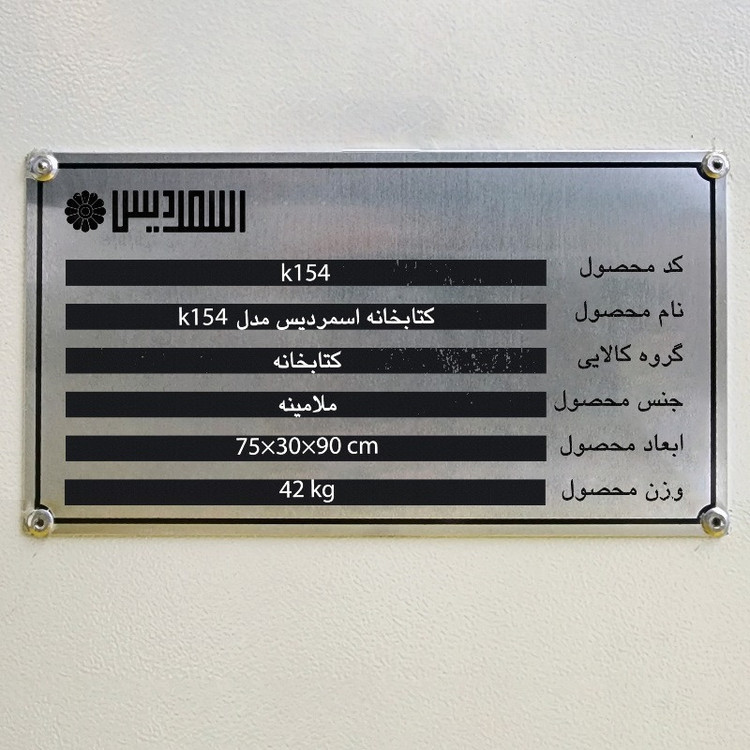 اسمردیس
کد محصول k154
نام محصول کتابخانه اسمردیس مدل k154
گروه کالایی کتابخانه
جنس محصول ملامینه
ابعاد محصول 75×30×90 cm
وزن محصول 42 kg